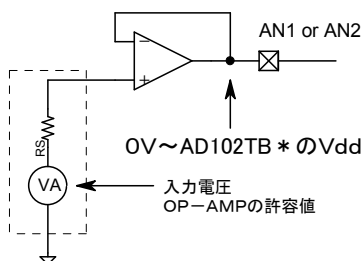 AN1 or AN2
－
＋
0V～AD102TB＊のVdd
RS
VA
入力電圧
OP－AMPの許容値